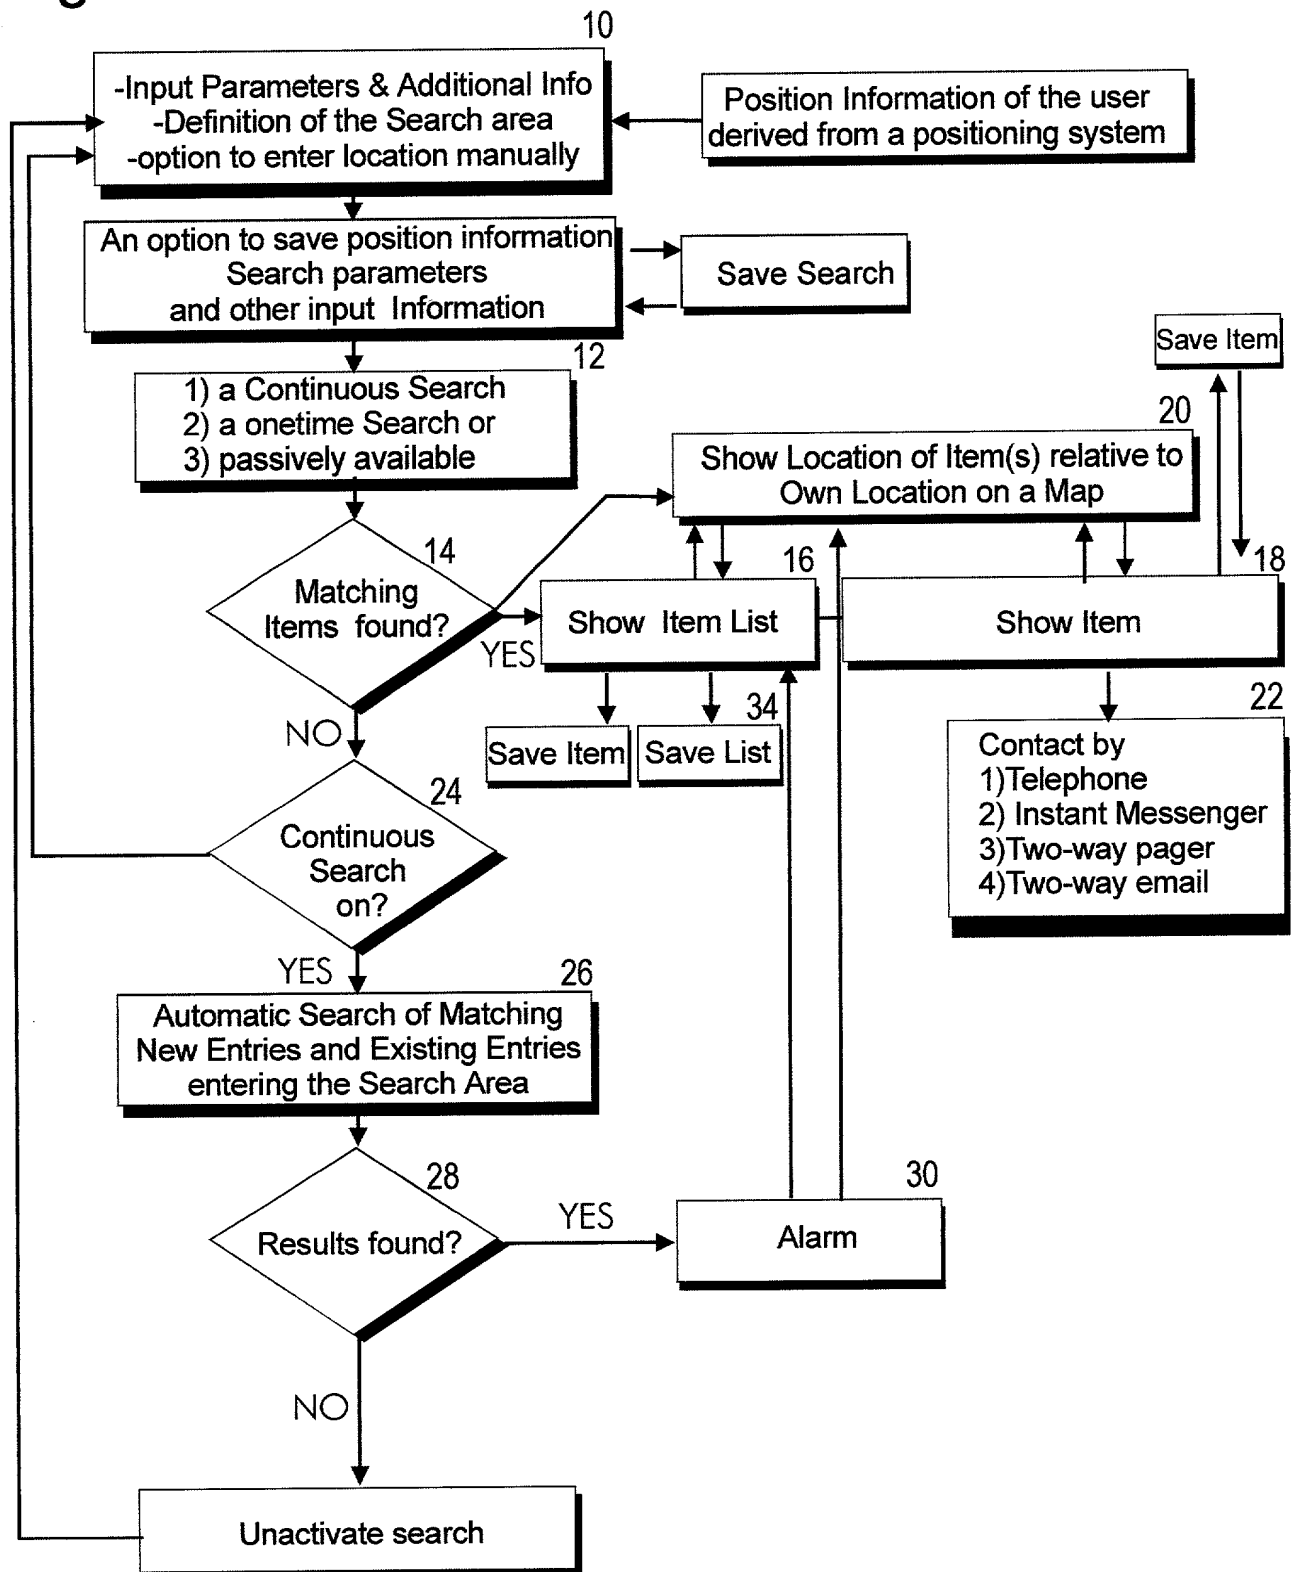 10
-Input Parameters & Additional Info
-Definition of the Search area
-option to enter location manually
Position Information of the user
derived from a positioning system
An option to save position information
Search parameters
and other input Information
Save Search
12
1) a Continuous Search
2) a onetime Search or
3) passively available
Save Item
20
Show Location of Item(s) relative to
Own Location on a Map
14
Matching
Items found?
YES
NO
16
Show Item List
18
Show Item
Save Item
34
Save List
22
Contact by
1)Telephone
2) Instant Messenger
3)Two-way pager
4)Two-way email
24
Continuous
Search
on?
YES
26
Automatic Search of Matching
New Entries and Existing Entries
entering the Search Area
28
Results found?
YES
30
Alarm
NO
Unactivate search